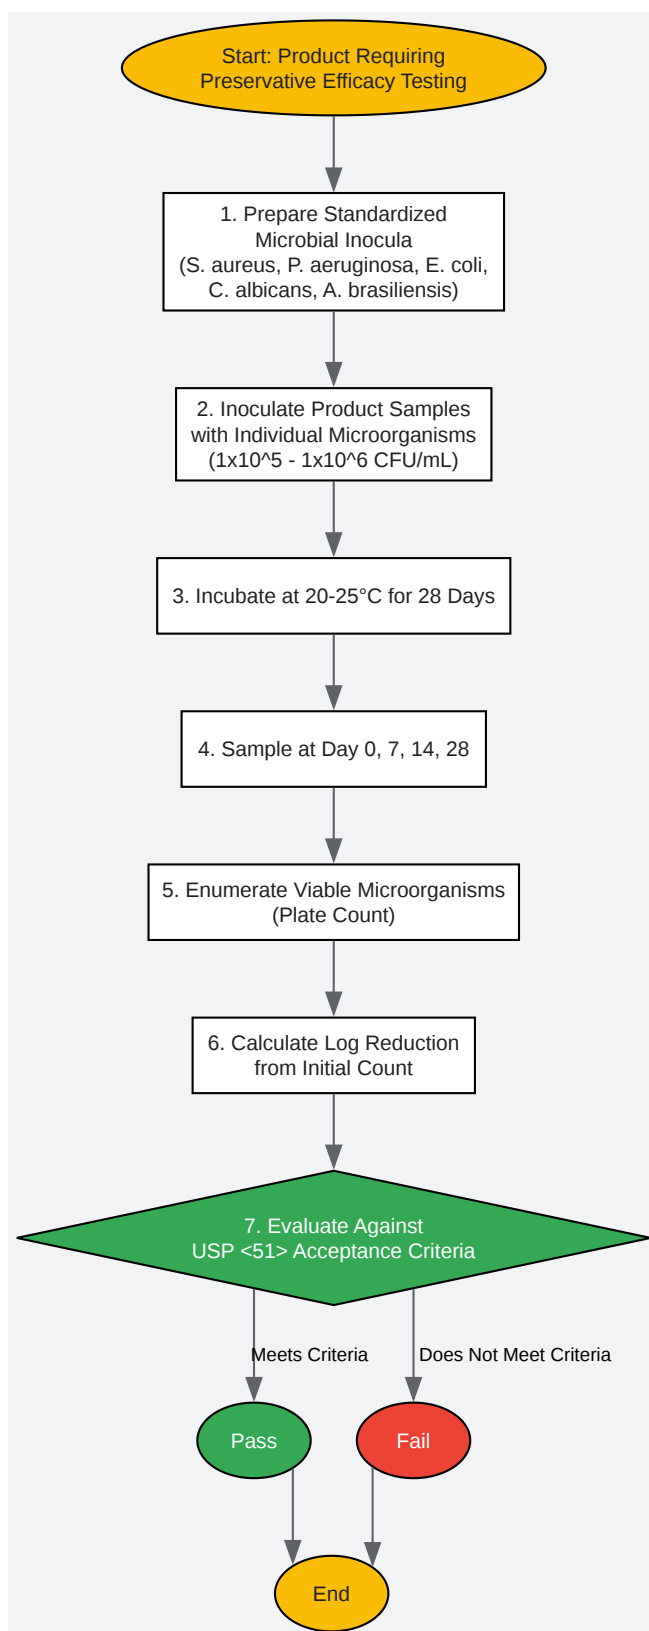 Start: Product Requiring
Preservative Efficacy Testing
1. Prepare Standardized
Microbial Inocula
(S. aureus, P. aeruginosa, E. coli,
C. albicans, A. brasiliensis)
2. Inoculate Product Samples
with Individual Microorganisms
(1x10^5 - 1x10^6 CFU/mL)
3. Incubate at 20-25°C for 28 Days
4. Sample at Day 0, 7, 14, 28
5. Enumerate Viable Microorganisms
(Plate Count)
6. Calculate Log Reduction
from Initial Count
7. Evaluate Against
USP <51> Acceptance Criteria
Meets Criteria
Does Not Meet Criteria
Pass
Fail
End